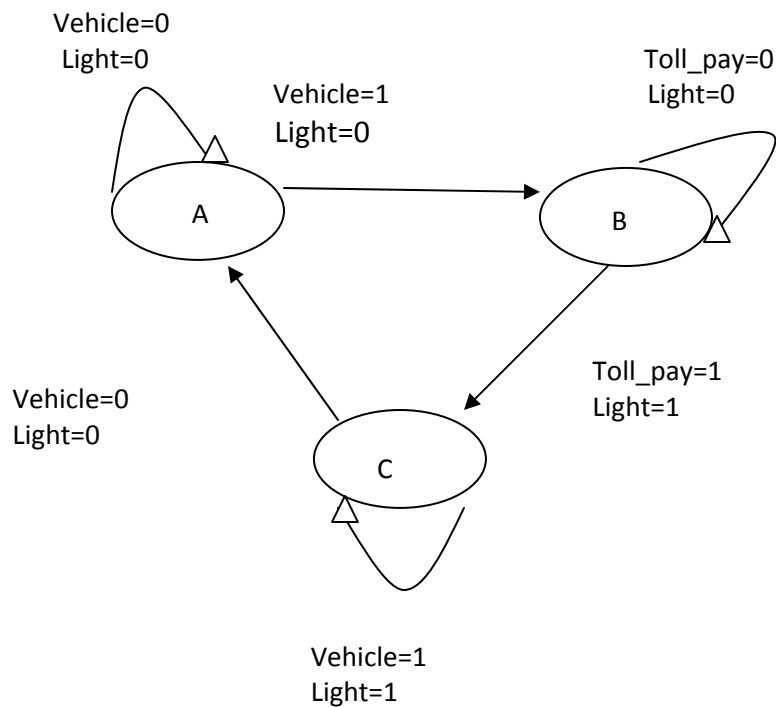 Vehicle=0
Light=0
Vehicle=1
Light=0
Toll_pay=0
Light=0
A
B
Toll_pay=1
Light=1
Vehicle=0
Light=0
C
Vehicle=1
Light=1